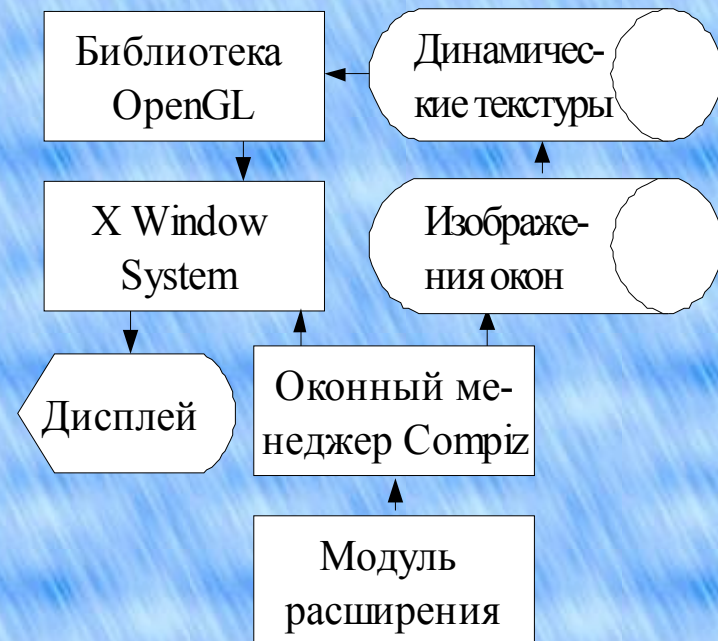 Библиотека
OpenGL
Динамичес-
кие текстуры
X Window
System
Изображе-
ния окон
Дисплей
Оконный ме-
неджер Compiz
Модуль
расширения